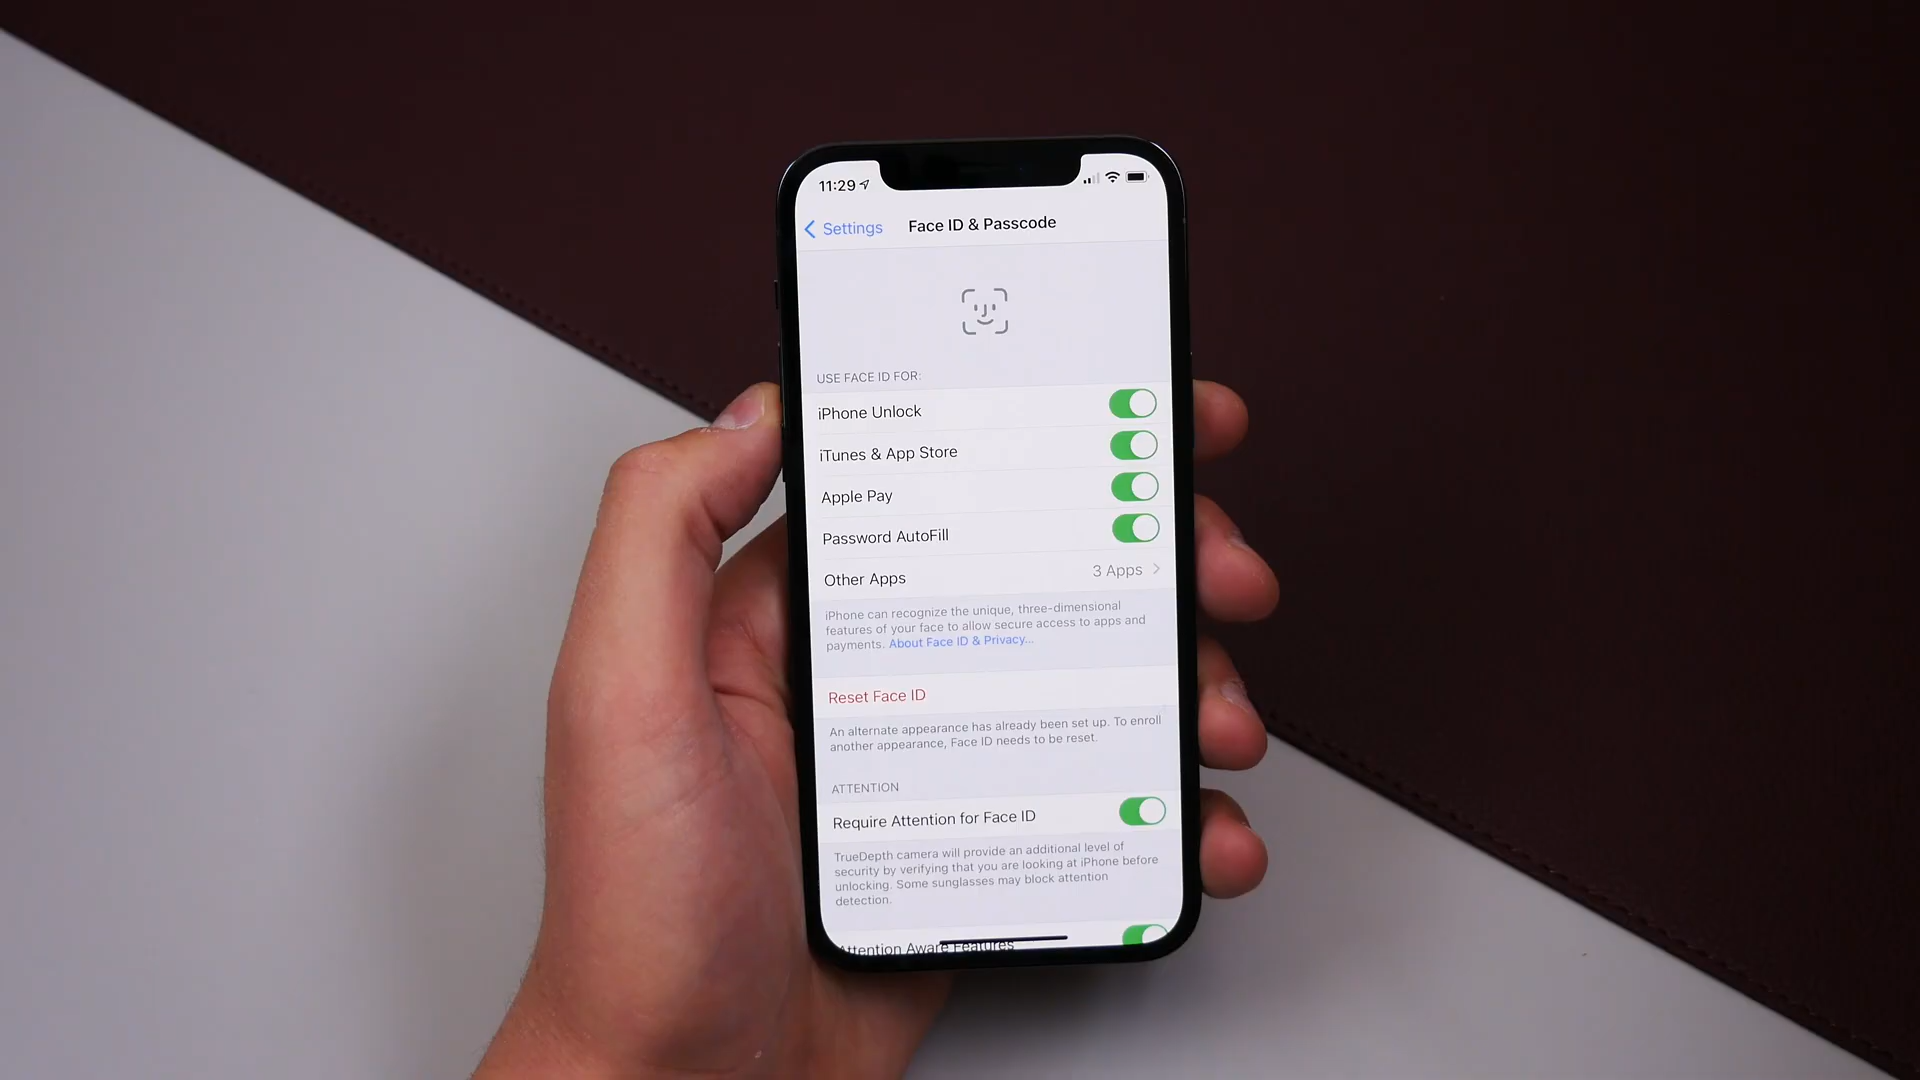 11:29
Settings
Face ID & Passcode
USE FACE ID FOR:
iPhone Unlock
iTunes & App Store
Apple Pay
Password AutoFill
Other Apps
3 Apps
iPhone can recognize the unique, three-dimensional
features of your face to allow secure access to apps and
payments. About Face ID & Privacy...
Reset Face ID
An alternate appearance has already been set up. To enroll
another appearance, Face ID needs to be reset.
ATTENTION
Require Attention for Face ID
TrueDepth camera will provide an additional level of
security by verifying that you are looking at iPhone before
unlocking. Some sunglasses may block attention
detection.
Attention Aware Features